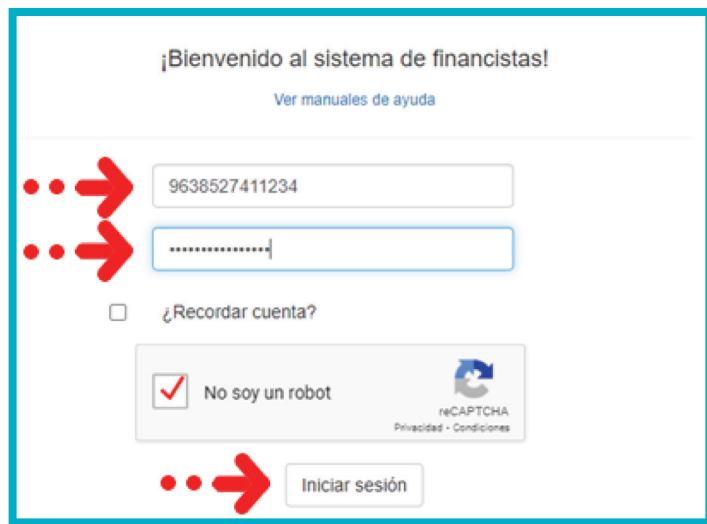 ¡Bienvenido al sistema de financistas!
Ver manuales de ayuda
9638527411234
¿Recordar cuenta?
No soy un robot
reCAPTCHA
Privacidad - Condiciones
Iniciar sesión